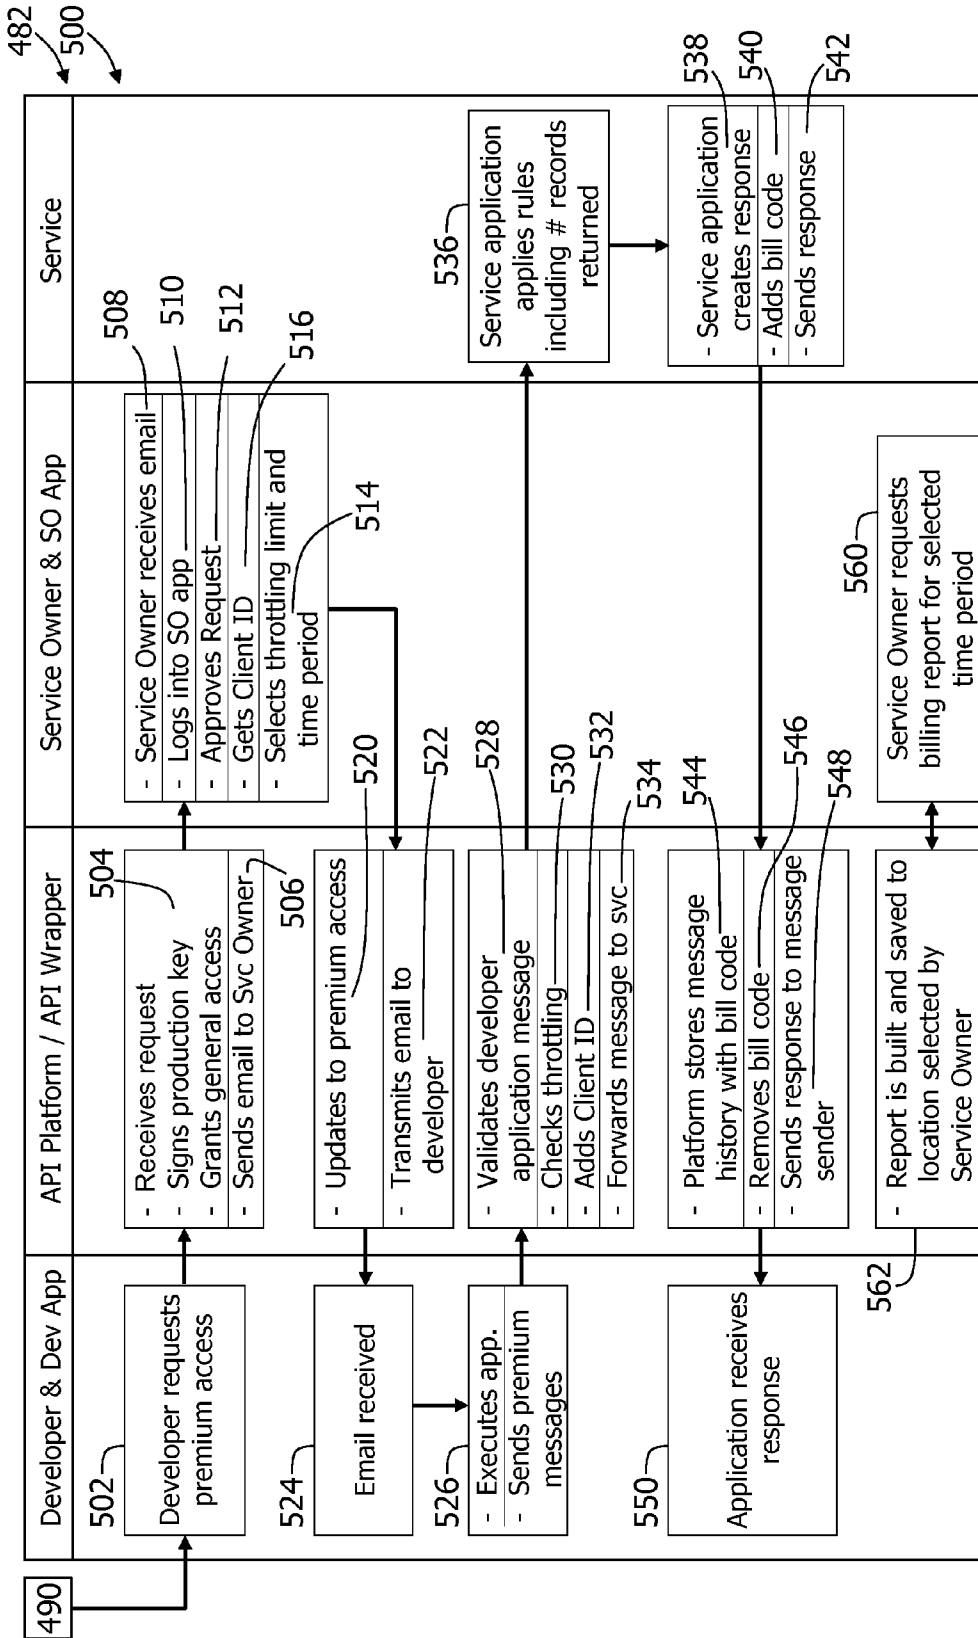 482
500
490
Developer & Dev App
API Platform / API Wrapper
Service Owner & SO App
Service
502
Developer requests
premium access
504
- Receives request
- Signs production key
- Grants general access
- Sends email to Svc Owner
506
- Service Owner receives email
508
- Logs into SO app
510
- Approves Request
512
- Gets Client ID
516
- Selects throttling limit and
time period
514
- Updates to premium access
520
- Transmits email to
developer
522
524
Email received
526
- Executes app.
- Sends premium
messages
- Validates developer
application message
528
- Checks throttling
530
- Adds Client ID
532
- Forwards message to svc
534
536
Service application
applies rules
including # records
returned
- Service application
creates response
538
- Adds bill code
540
- Sends response
542
- Platform stores message
history with bill code
544
- Removes bill code
546
- Sends response to message
sender
548
550
Application receives
response
560
Service Owner requests
billing report for selected
time period
- Report is built and saved to
location selected by
Service Owner
562